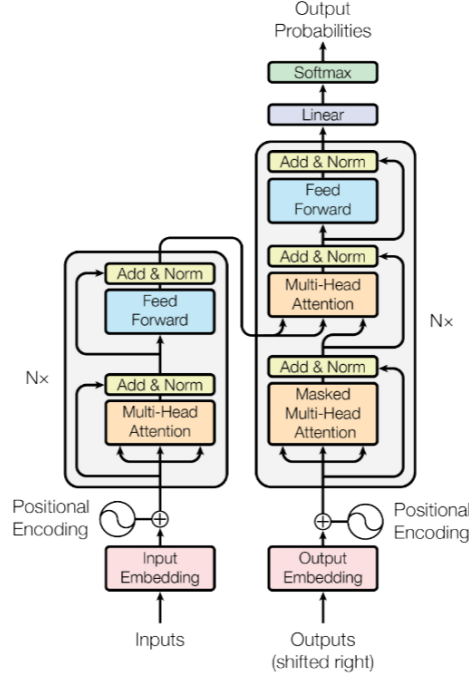 Output
Probabilities
Softmax
Linear
Add & Norm
Feed
Forward
Add & Norm
Multi-Head
Attention
Add & Norm
Masked
Multi-Head
Attention
Nx
Add & Norm
Feed
Forward
Add & Norm
Multi-Head
Attention
Nx
Positional
Encoding
Positional
Encoding
Input
Embedding
Output
Embedding
Inputs
Outputs
(shifted right)